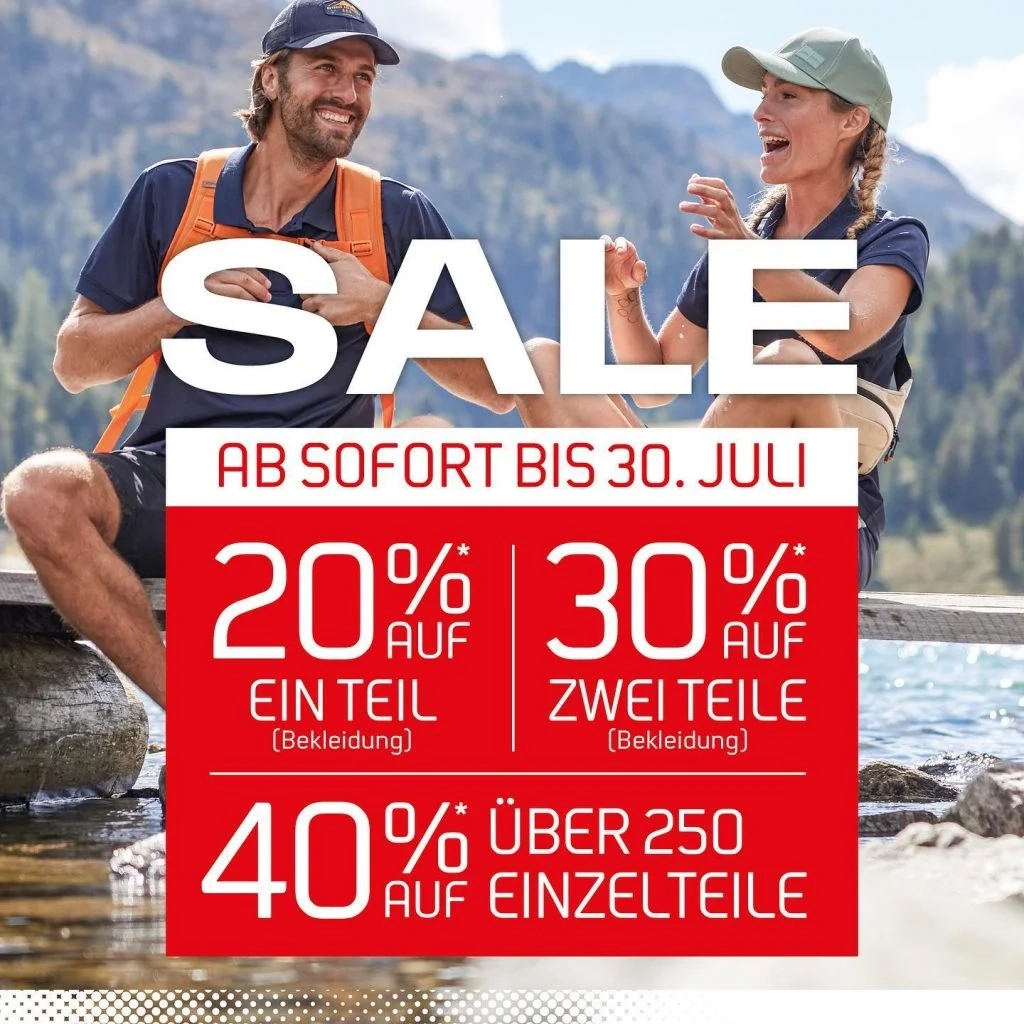 SALE
AB SOFORT BIS 30. JULI
20%* AUF
EIN TEIL
(Bekleidung)
30%* AUF
ZWEI TEILE
(Bekleidung)
40%* AUF
ÜBER 250
EINZELTEILE